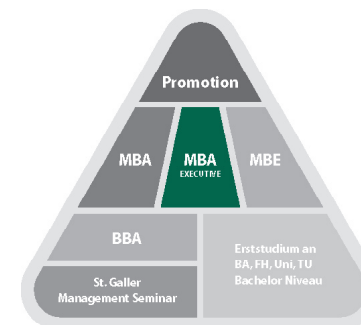 Promotion
MBA
MBA
EXECUTIVE
MBE
BBA
St. Galler
Management Seminar
Erststudium an
BA, FH, Uni, TU
Bachelor Niveau